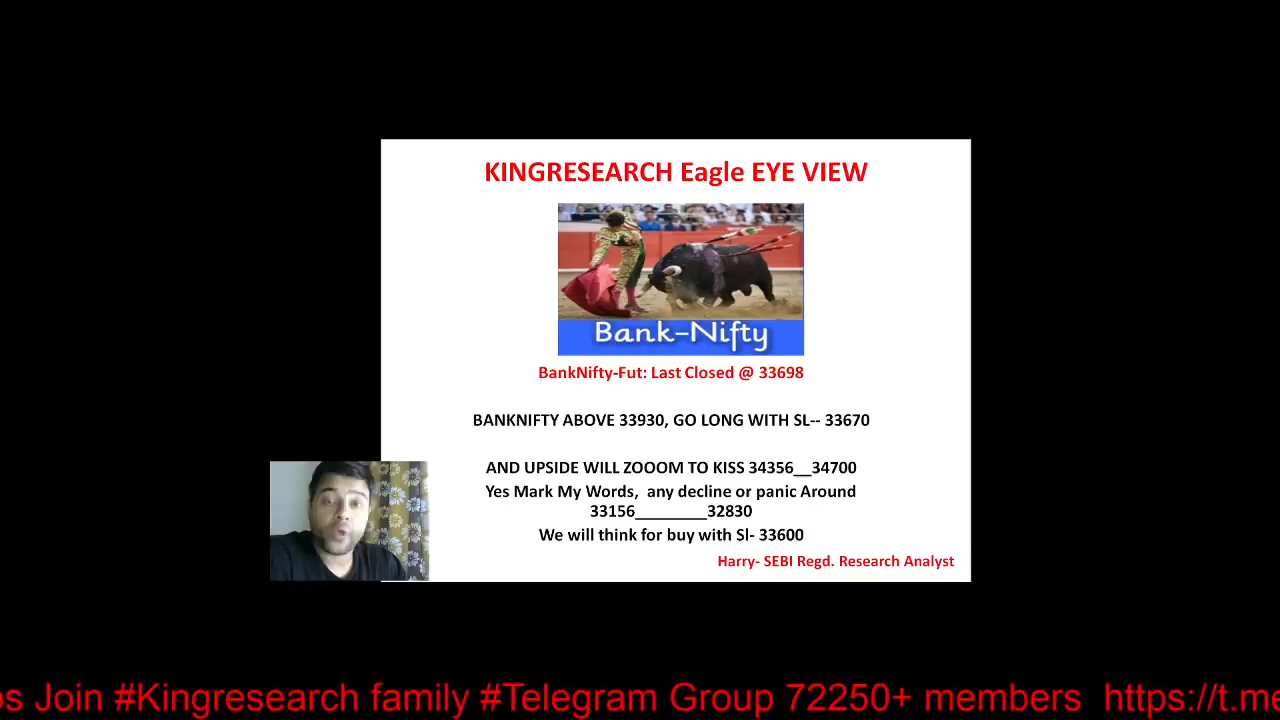 KINGRESEARCH Eagle EYE VIEW
Bank-Nifty
BankNifty-Fut: Last Closed @ 33698
BANKNIFTY ABOVE 33930, GO LONG WITH SL-- 33670
AND UPSIDE WILL ZOOOM TO KISS 34356__34700
Yes Mark My Words, any decline or panic Around
33156________32830
We will think for buy with Sl- 33600
Harry- SEBI Regd. Research Analyst
os Join #Kingresearch family #Telegram Group 72250+ members https://t.me